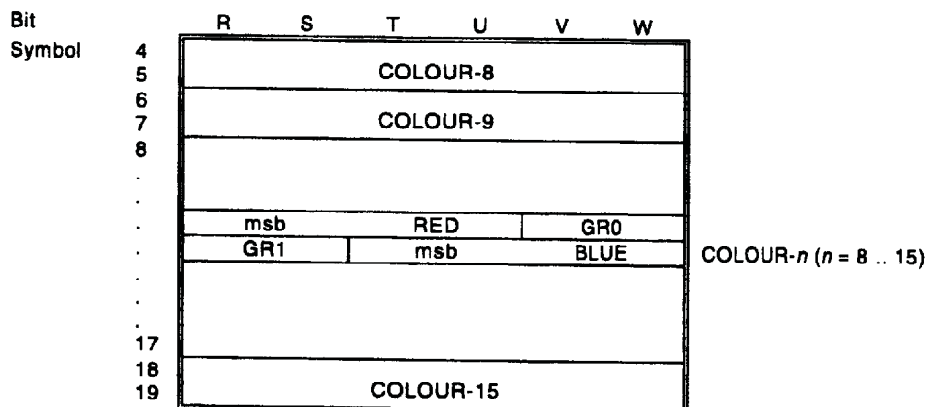 Bit R S T U V W
Symbol 4
5 COLOUR-8
6
7 COLOUR-9
8
.
.
. msb RED GR0
. GR1 msb BLUE COLOUR-n (n = 8 .. 15)
.
.
.
17
18
19 COLOUR-15